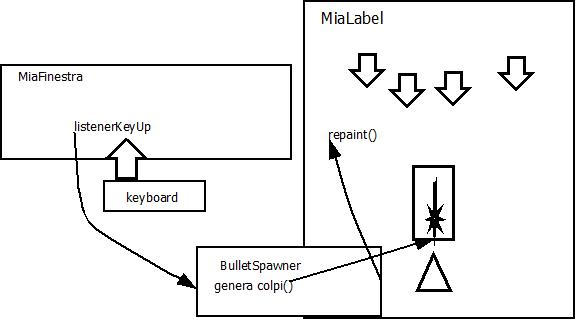 MiaLabel
MiaFinestra
listenerKeyUp
repaint()
keyboard
BulletSpawner
genera colpi()